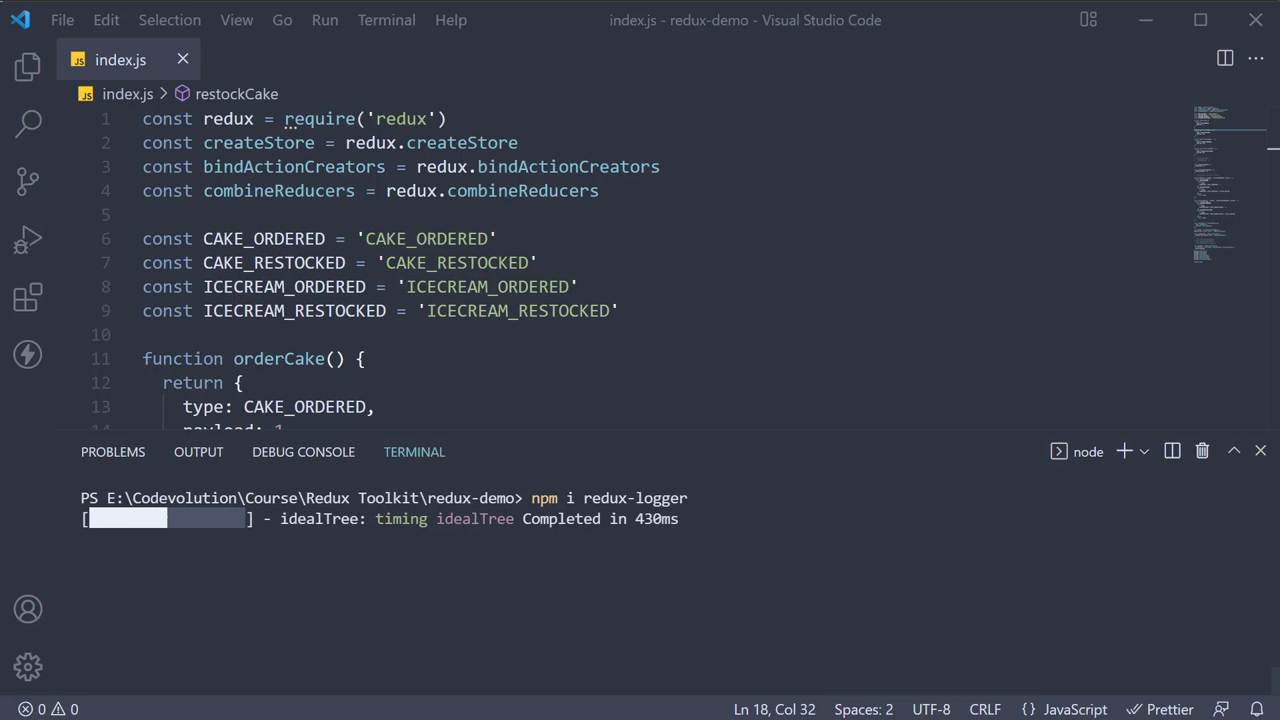 File Edit Selection View Go Run Terminal Help index.js - redux-demo - Visual Studio Code
JS index.js
JS index.js > restockCake
1 const redux = require('redux')
2 const createStore = redux.createStore
3 const bindActionCreators = redux.bindActionCreators
4 const combineReducers = redux.combineReducers
5
6 const CAKE_ORDERED = 'CAKE_ORDERED'
7 const CAKE_RESTOCKED = 'CAKE_RESTOCKED'
8 const ICECREAM_ORDERED = 'ICECREAM_ORDERED'
9 const ICECREAM_RESTOCKED = 'ICECREAM_RESTOCKED'
10
11 function orderCake() {
12 return {
13 type: CAKE_ORDERED,
14 payload: 1
PROBLEMS OUTPUT DEBUG CONSOLE TERMINAL node
PS E:\Codevolution\Course\Redux Toolkit\redux-demo> npm i redux-logger
[ ] - idealTree: timing idealTree Completed in 430ms
0 0 Ln 18, Col 32 Spaces: 2 UTF-8 CRLF {} JavaScript Prettier